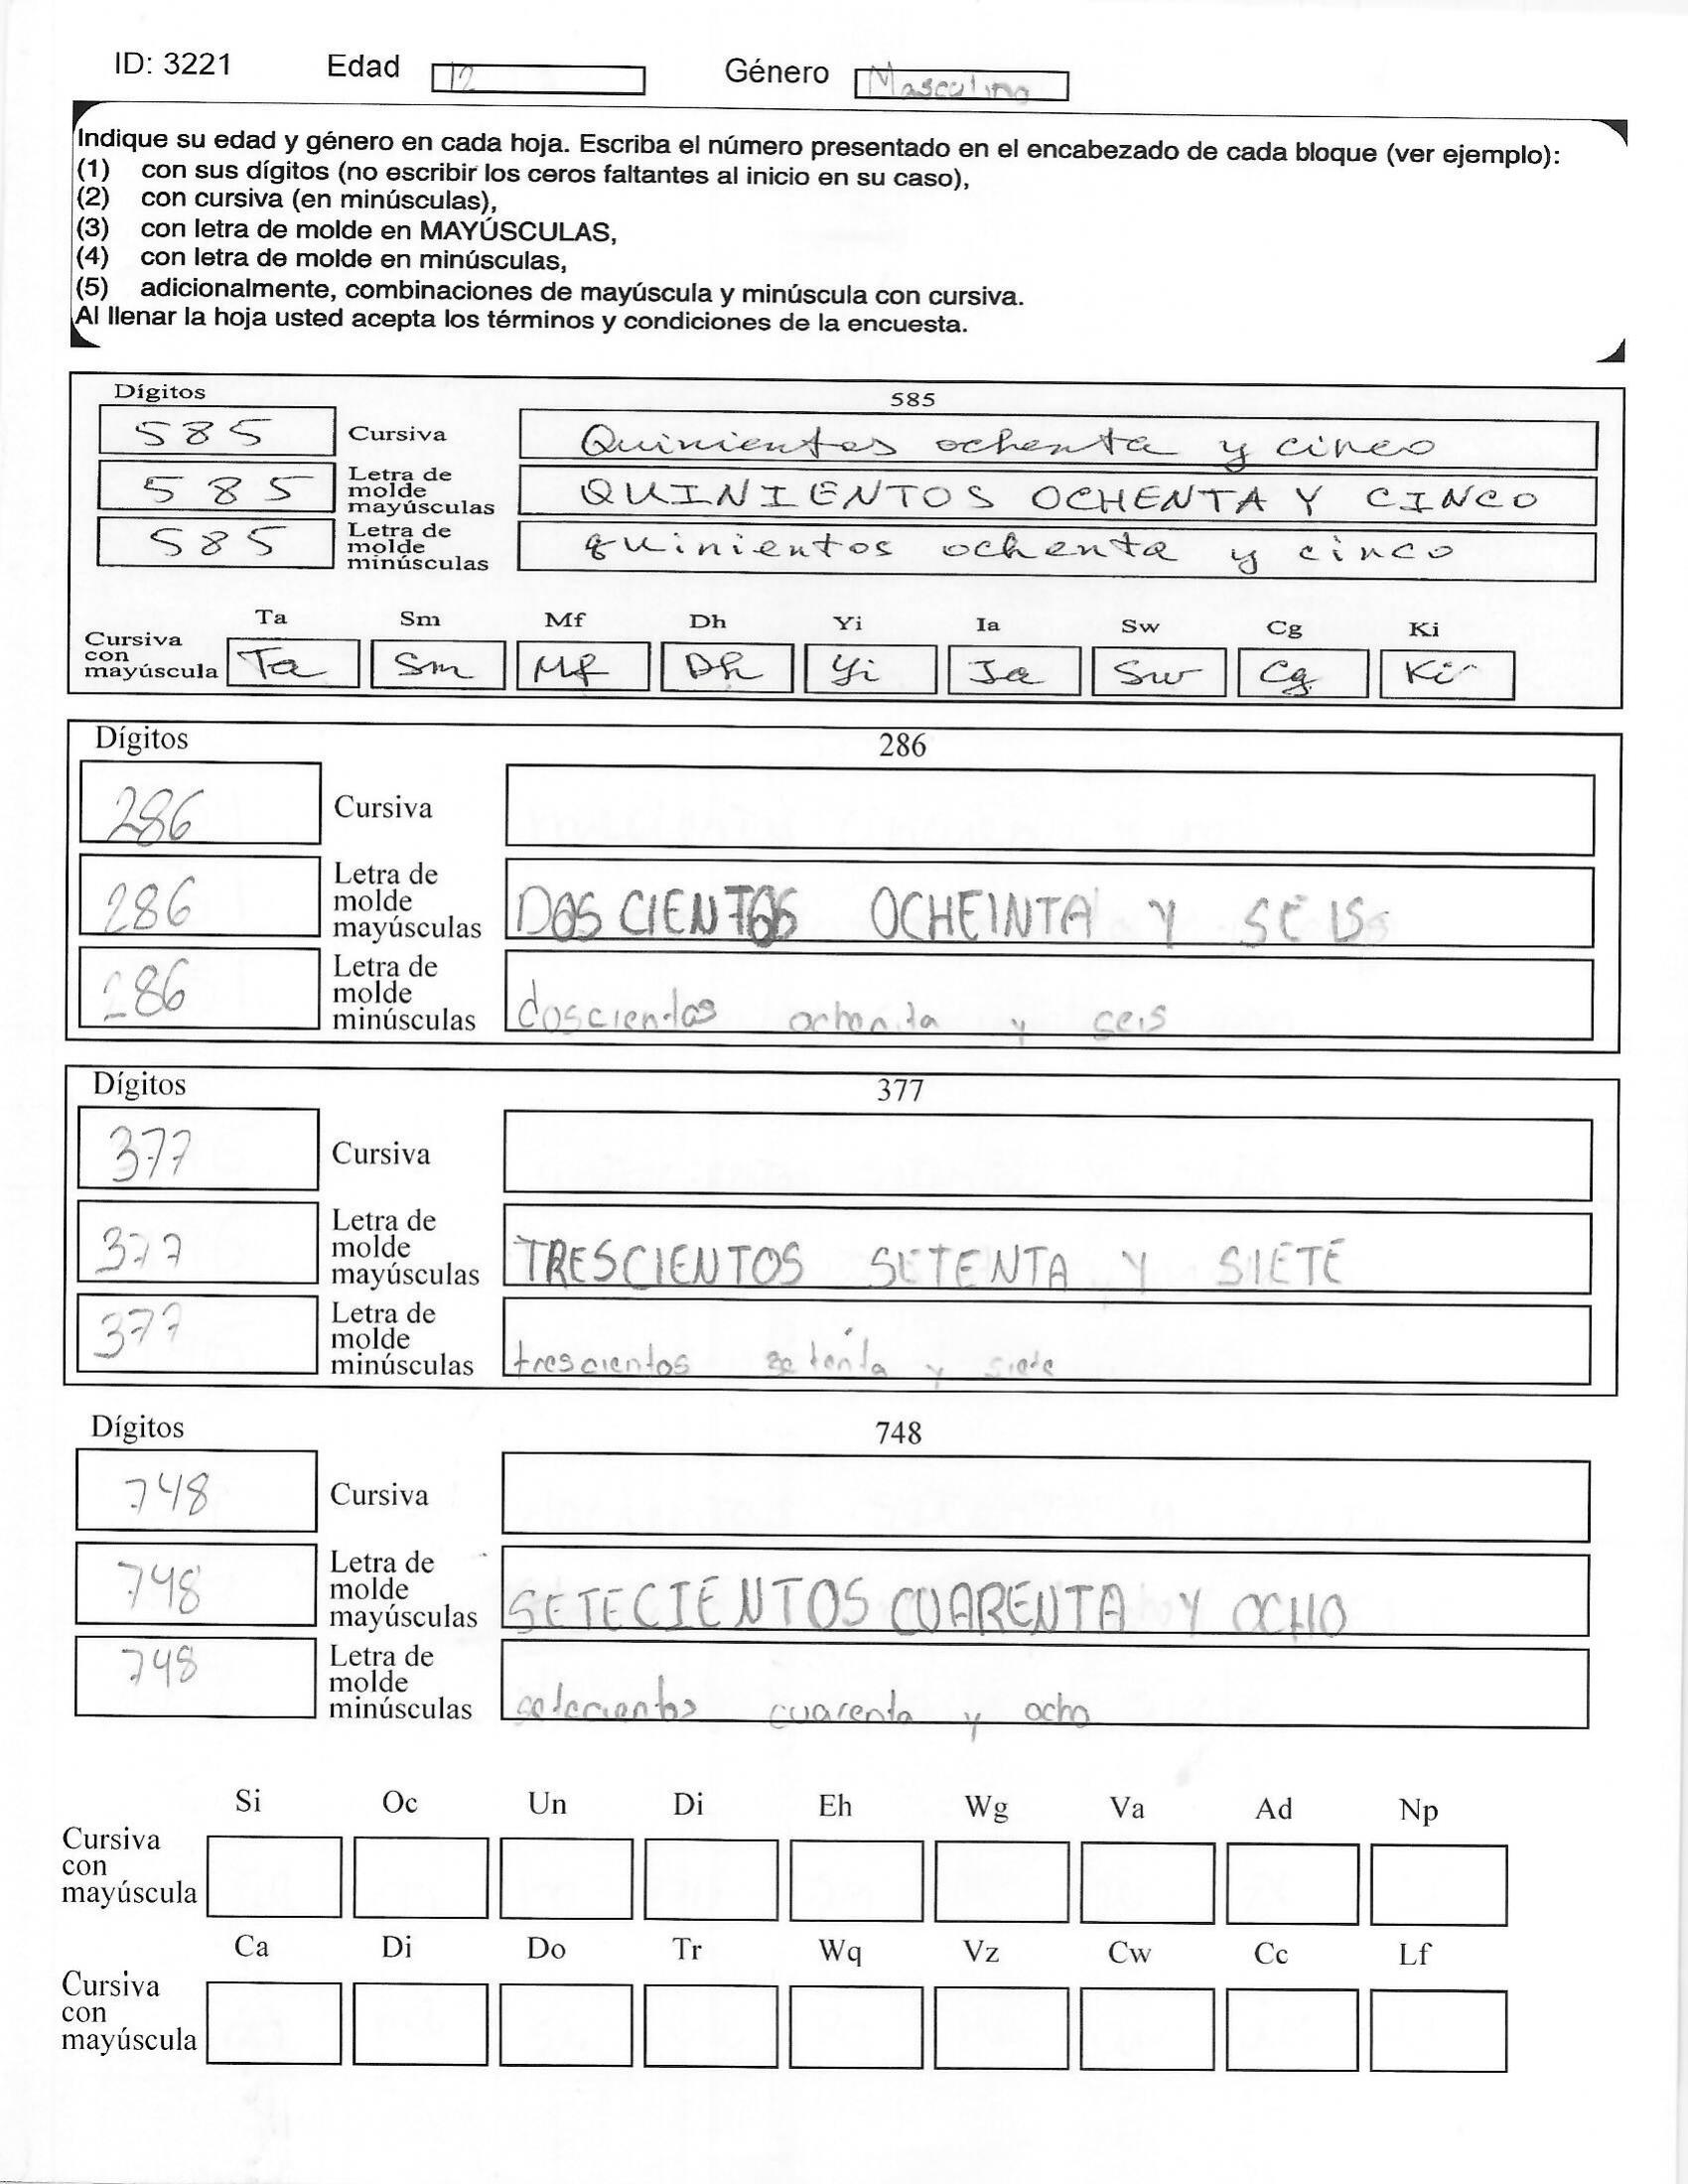 ID: 3221 Edad 12 Género Masculino
Indique su edad y género en cada hoja. Escriba el número presentado en el encabezado de cada bloque (ver ejemplo):
(1) con sus dígitos (no escribir los ceros faltantes al inicio en su caso),
(2) con cursiva (en minúsculas),
(3) con letra de molde en MAYÚSCULAS,
(4) con letra de molde en minúsculas,
(5) adicionalmente, combinaciones de mayúscula y minúscula con cursiva.
Al llenar la hoja usted acepta los términos y condiciones de la encuesta.
Dígitos 585
585 Cursiva Quinientos ochenta y cinco
585 Letra de molde mayúsculas QUINIENTOS OCHENTA Y CINCO
585 Letra de molde minúsculas quinientos ochenta y cinco
Ta Sm Mf Dh Yi Ia Sw Cg Ki
Cursiva con mayúscula Ta Sm Mf Dh Yi Ia Sw Cg Ki
Dígitos 286
286 Cursiva
286 Letra de molde mayúsculas DOSCIENTOS OCHEINTA Y SEIS
286 Letra de molde minúsculas doscientos ochenta y seis
Dígitos 377
377 Cursiva
377 Letra de molde mayúsculas TRESCIENTOS SETENTA Y SIETE
377 Letra de molde minúsculas trescientos setenta y siete
Dígitos 748
748 Cursiva
748 Letra de molde mayúsculas SETECIENTOS CUARENTA Y OCHO
748 Letra de molde minúsculas setecientos cuarenta y ocho
Si Oc Un Di Eh Wg Va Ad Np
Cursiva con mayúscula
Ca Di Do Tr Wq Vz Cw Cc Lf
Cursiva con mayúscula